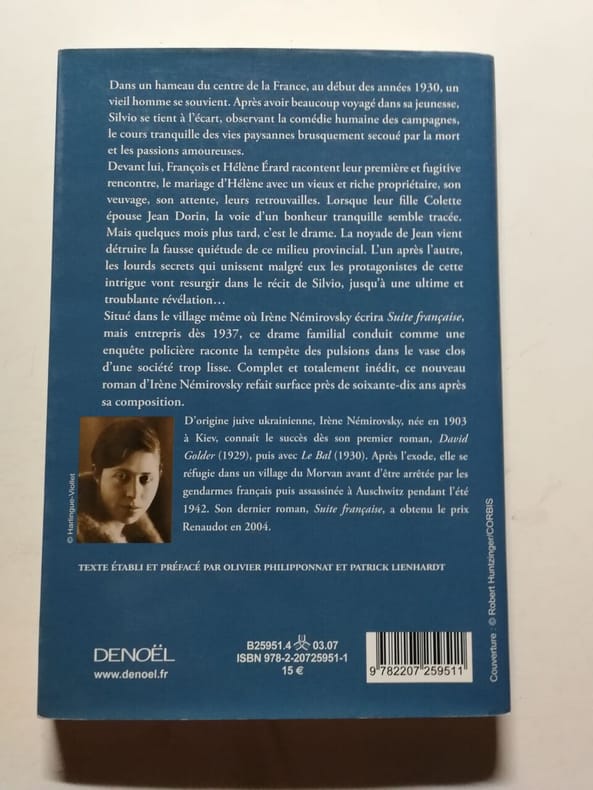 Dans un hameau du centre de la France, au début des années 1930, un
vieil homme se souvient. Après avoir beaucoup voyagé dans sa jeunesse,
Silvio se tient à l'écart, observant la comédie humaine des campagnes,
le cours tranquille des vies paysannes brusquement secoué par la mort
et les passions amoureuses.
Devant lui, François et Hélène Érard racontent leur première et fugitive
rencontre, le mariage d'Hélène avec un vieux et riche propriétaire, son
veuvage, son attente, leurs retrouvailles. Lorsque leur fille Colette
épouse Jean Dorin, la voie d'un bonheur tranquille semble tracée.
Mais quelques mois plus tard, c'est le drame. La noyade de Jean vient
détruire la fausse quiétude de ce milieu provincial. L'un après l'autre,
les lourds secrets qui unissent malgré eux les protagonistes de cette
intrigue vont resurgir dans le récit de Silvio, jusqu'à une ultime et
troublante révélation…
Situé dans le village même où Irène Némirovsky écrira Suite française,
mais entrepris dès 1937, ce drame familial conduit comme une
enquête policière raconte la tempête des pulsions dans le vase clos
d'une société trop lisse. Complet et totalement inédit, ce nouveau
roman d'Irène Némirovsky refait surface près de soixante-dix ans après
sa composition.
D'origine juive ukrainienne, Irène Némirovsky, née en 1903
à Kiev, connaît le succès dès son premier roman, David
Golder (1929), puis avec Le Bal (1930). Après l'exode, elle se
réfugie dans un village du Morvan avant d'être arrêtée par les
gendarmes français puis assassinée à Auschwitz pendant l'été
1942. Son dernier roman, Suite française, a obtenu le prix
Renaudot en 2004.
© Harlingue-Viollet
TEXTE ÉTABLI ET PRÉFACÉ PAR OLIVIER PHILIPPONNAT ET PATRICK LIENHARDT
DENOËL
www.denoel.fr
B25951.4 03.07
ISBN 978-2-20725951-1
15 €
9 782207 259511
Couverture : © Robert Huntzinger/CORBIS